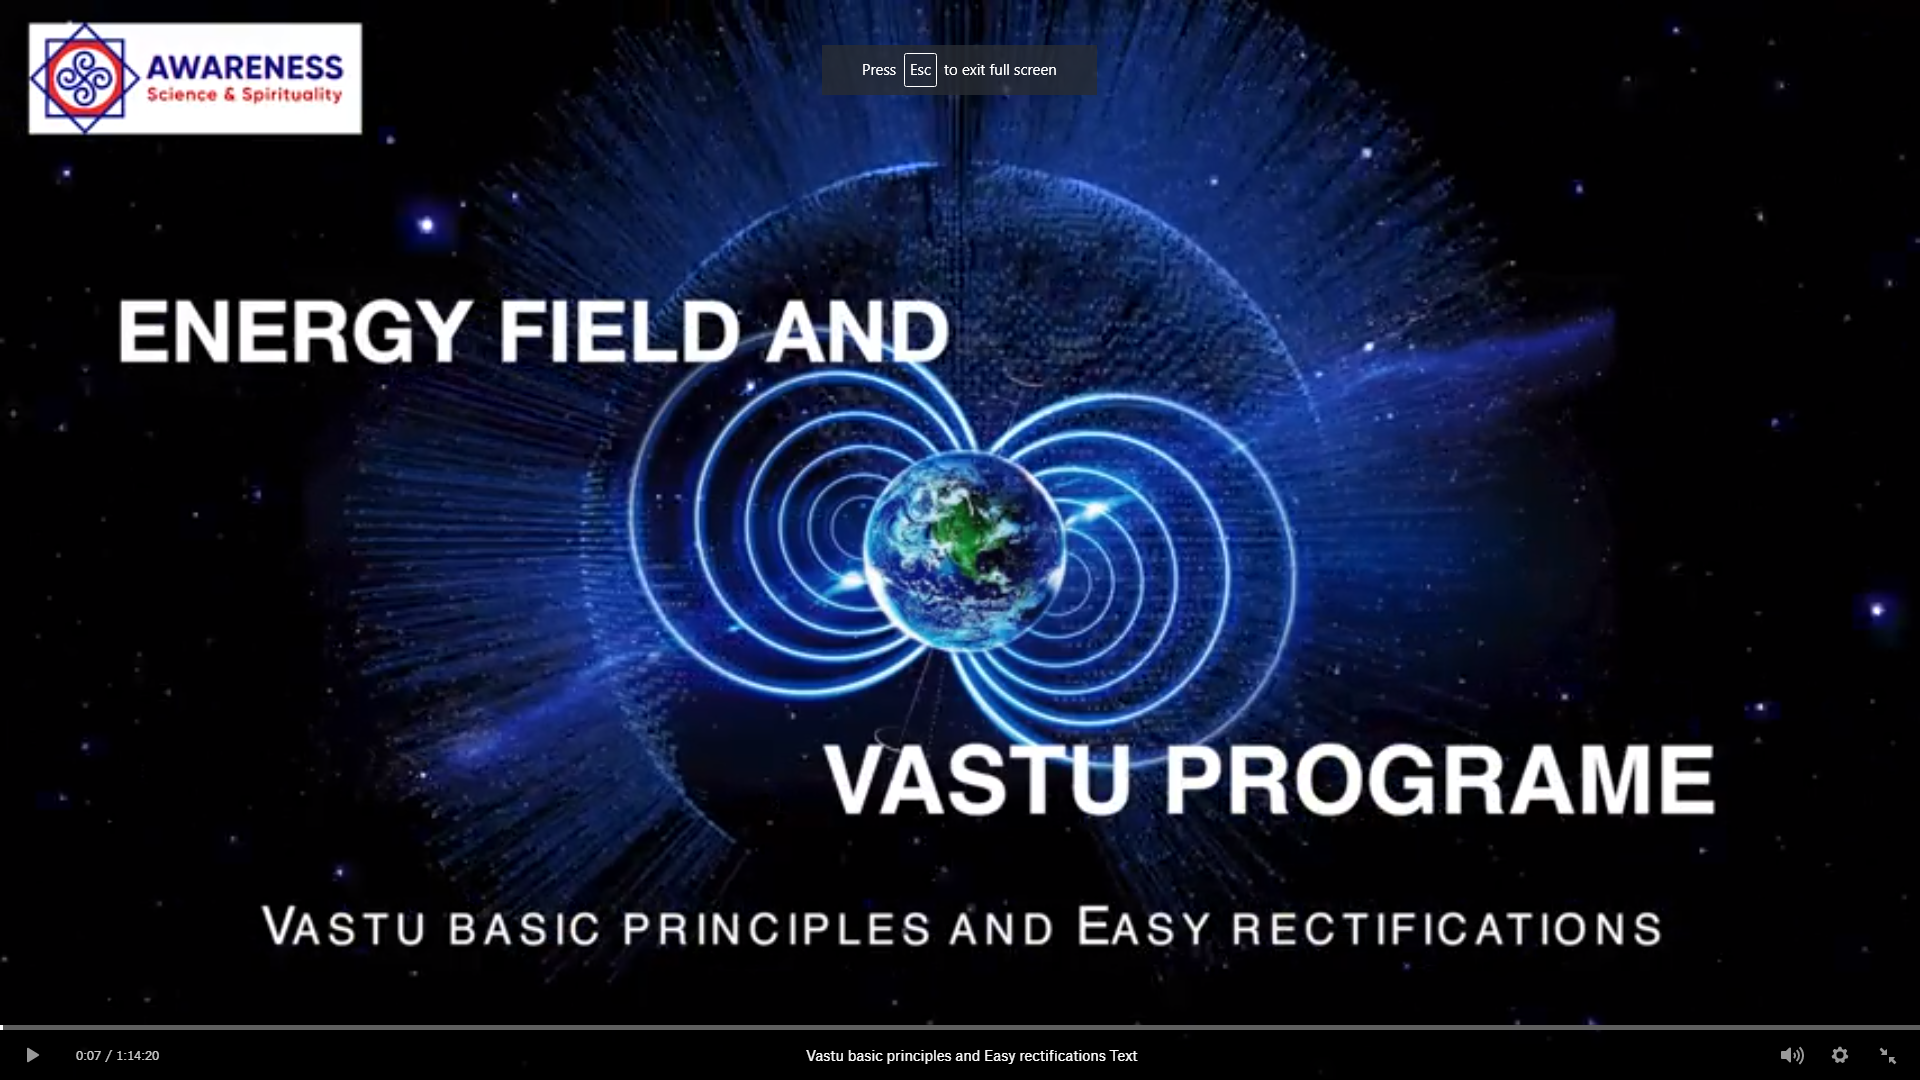 AWARENESS
Science & Spirituality
Press Esc to exit full screen
ENERGY FIELD AND
VASTU PROGRAME
VASTU BASIC PRINCIPLES AND EASY RECTIFICATIONS
0:07 / 1:14:20
Vastu basic principles and Easy rectifications Text